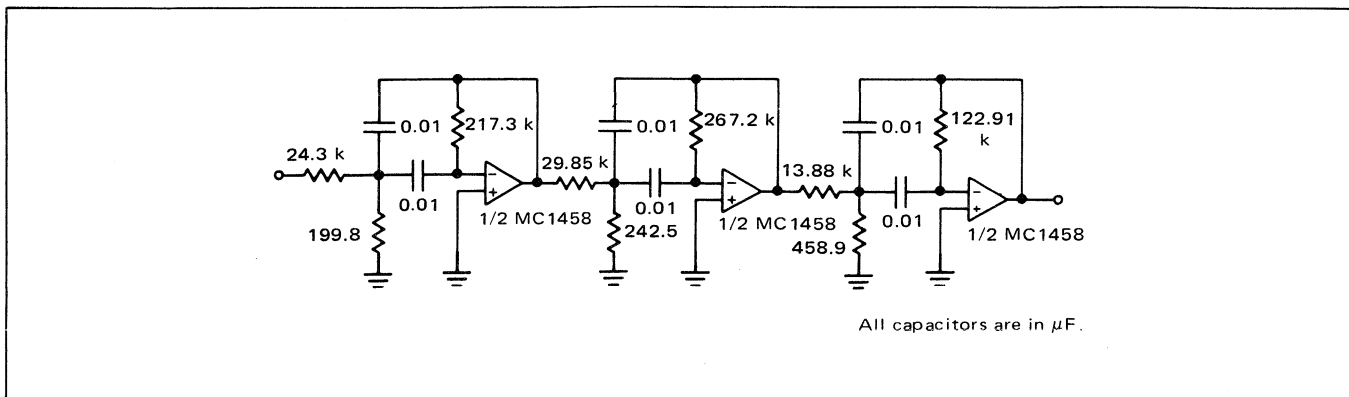 24.3 k
0.01
217.3 k
0.01
199.8
−
+
1/2 MC1458
29.85 k
0.01
267.2 k
0.01
242.5
−
+
1/2 MC1458
13.88 k
0.01
122.91
k
0.01
458.9
−
+
1/2 MC1458
All capacitors are in μF.